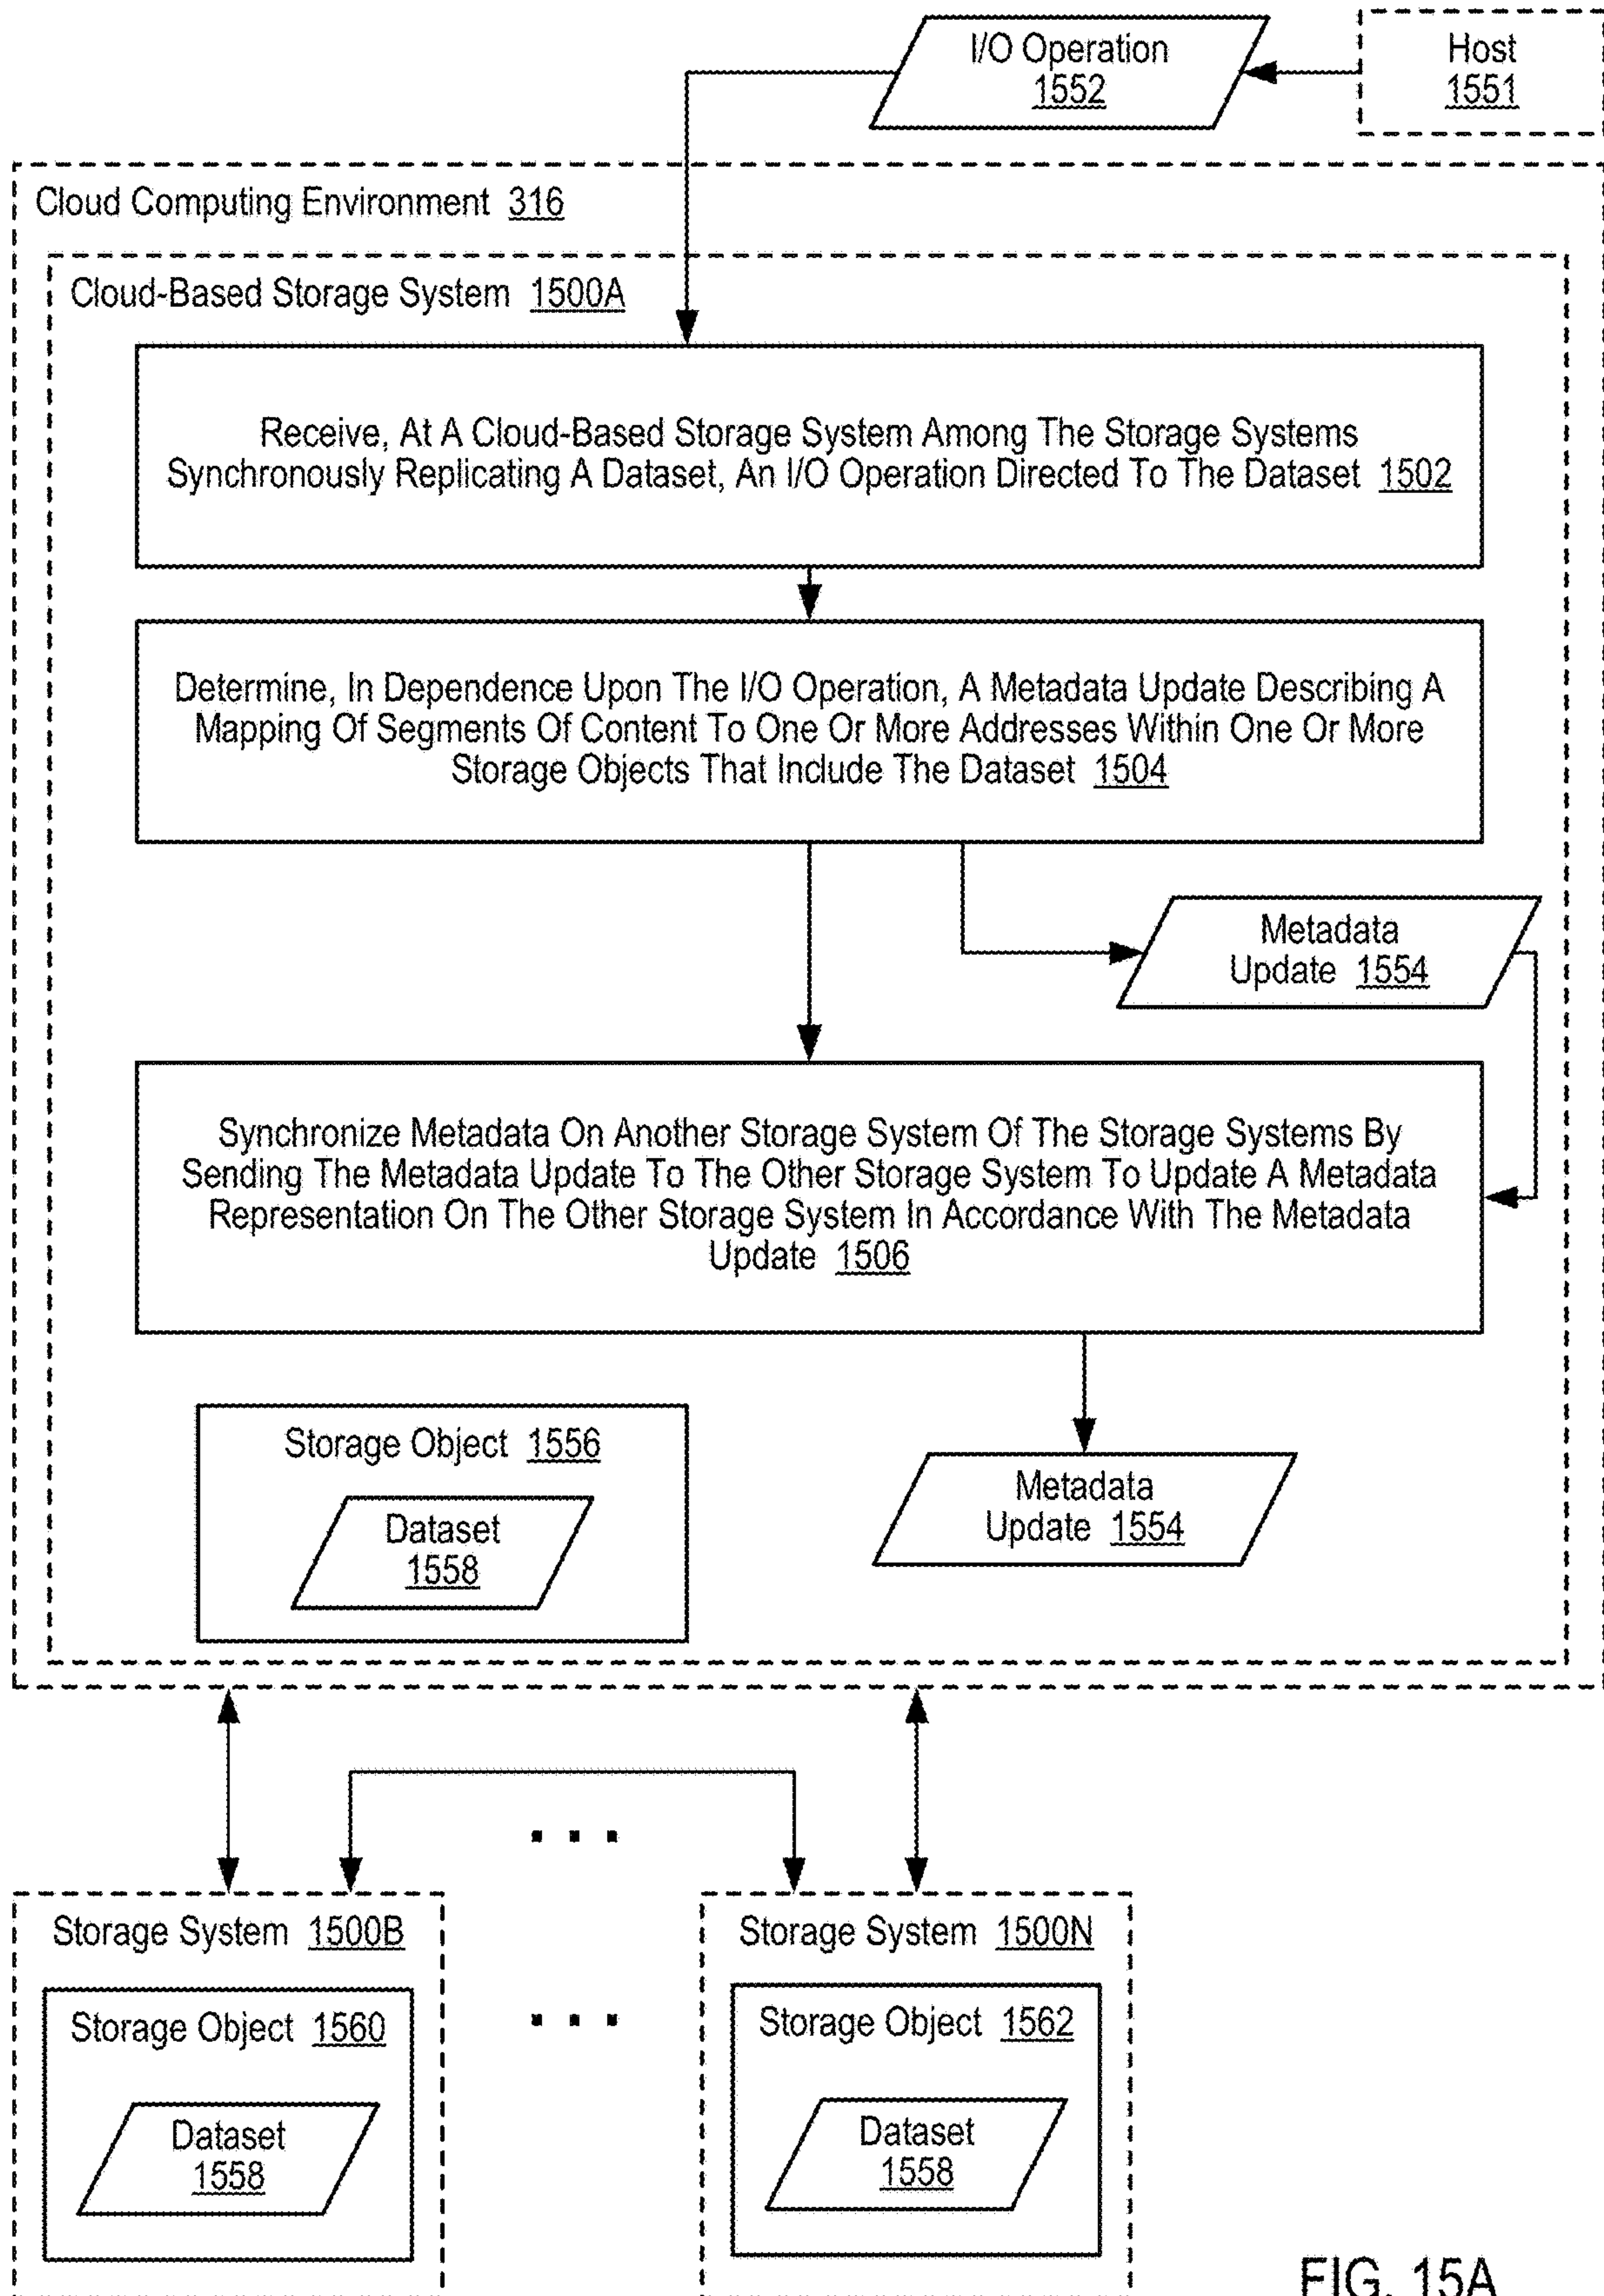 I/O Operation
1552
Host
1551
Cloud Computing Environment 316
Cloud-Based Storage System 1500A
Receive, At A Cloud-Based Storage System Among The Storage Systems
Synchronously Replicating A Dataset, An I/O Operation Directed To The Dataset 1502
Determine, In Dependence Upon The I/O Operation, A Metadata Update Describing A
Mapping Of Segments Of Content To One Or More Addresses Within One Or More
Storage Objects That Include The Dataset 1504
Metadata
Update 1554
Synchronize Metadata On Another Storage System Of The Storage Systems By
Sending The Metadata Update To The Other Storage System To Update A Metadata
Representation On The Other Storage System In Accordance With The Metadata
Update 1506
Storage Object 1556
Dataset
1558
Metadata
Update 1554
. . .
Storage System 1500B
Storage Object 1560
Dataset
1558
. . .
Storage System 1500N
Storage Object 1562
Dataset
1558
FIG. 15A